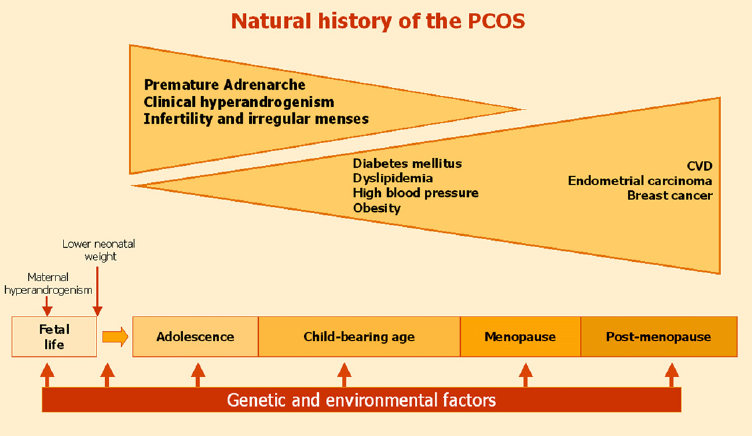 Natural history of the PCOS
Premature Adrenarche
Clinical hyperandrogenism
Infertility and irregular menses
Diabetes mellitus
Dyslipidemia
High blood pressure
Obesity
CVD
Endometrial carcinoma
Breast cancer
Lower neonatal
weight
Maternal
hyperandrogenism
Fetal
life
Adolescence
Child-bearing age
Menopause
Post-menopause
Genetic and environmental factors